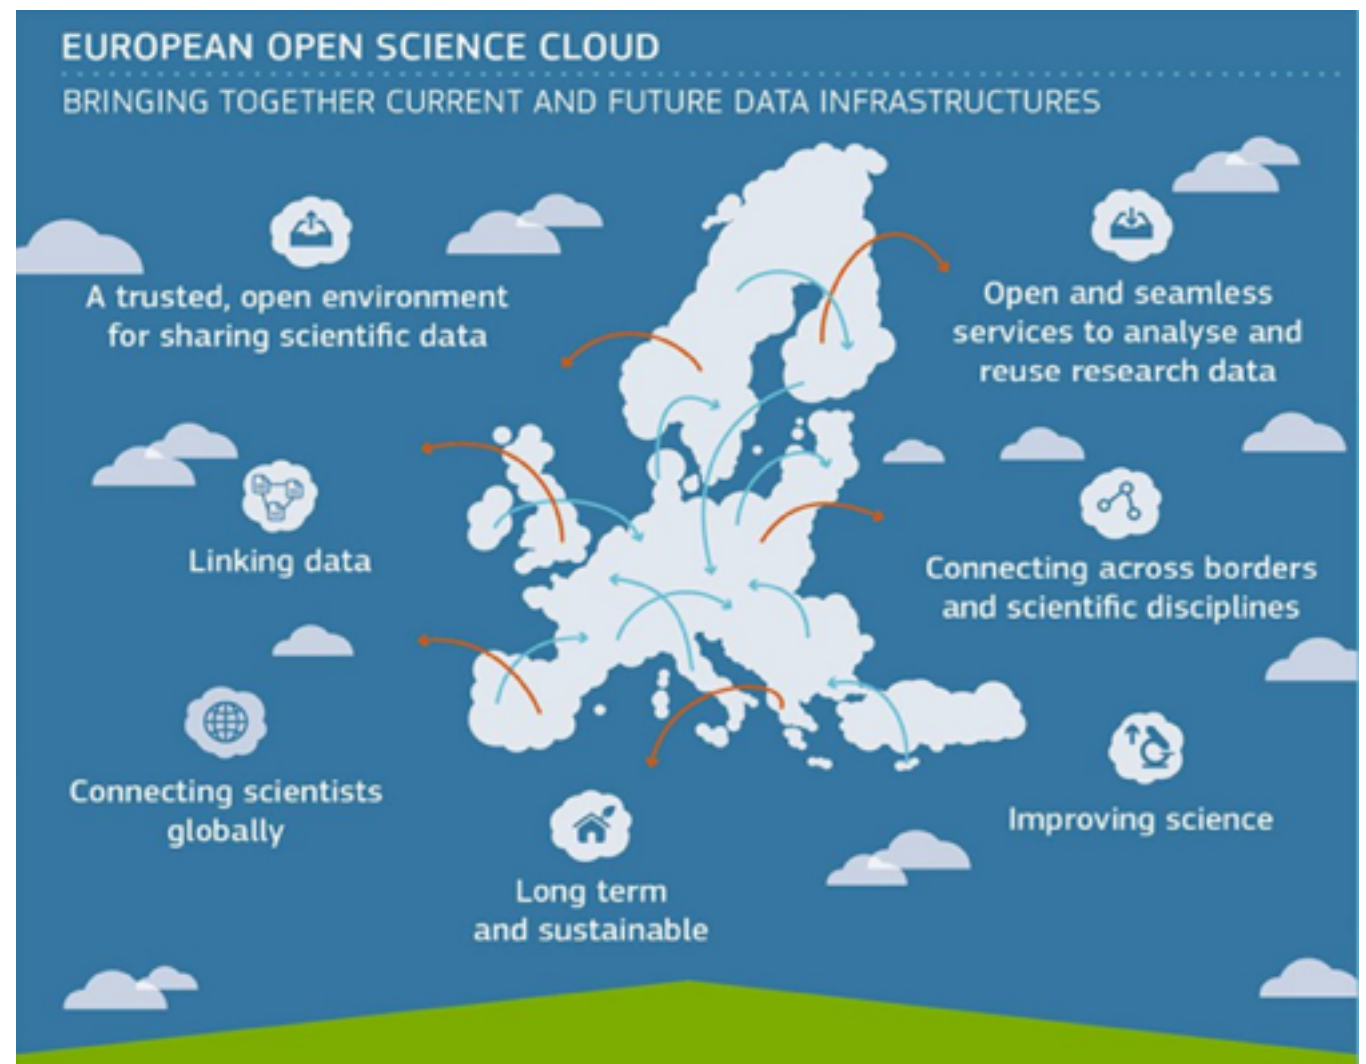 EUROPEAN OPEN SCIENCE CLOUD
BRINGING TOGETHER CURRENT AND FUTURE DATA INFRASTRUCTURES
A trusted, open environment
for sharing scientific data
Open and seamless
services to analyse and
reuse research data
Linking data
Connecting across borders
and scientific disciplines
Connecting scientists
globally
Improving science
Long term
and sustainable